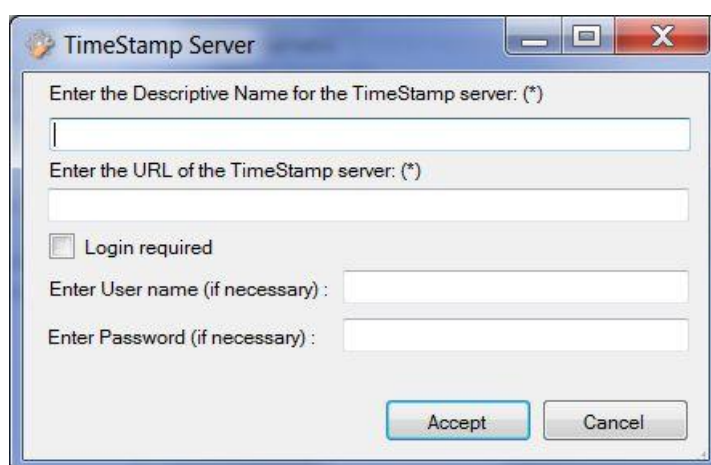 TimeStamp Server
Enter the Descriptive Name for the TimeStamp server: (*)
Enter the URL of the TimeStamp server: (*)
Login required
Enter User name (if necessary) :
Enter Password (if necessary) :
Accept Cancel